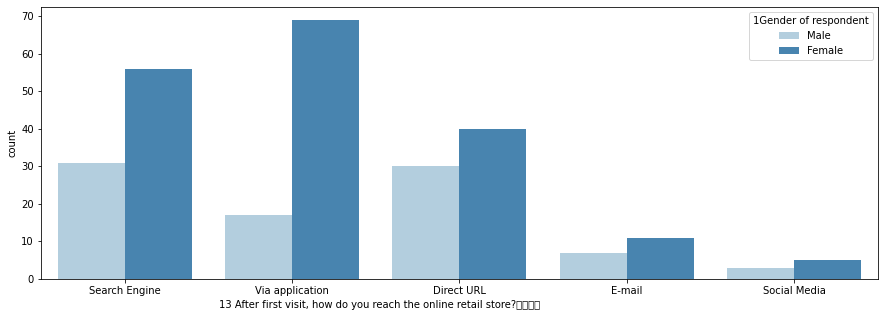 70
60
50
40
30
20
10
0
count
1Gender of respondent
Male
Female
Search Engine
Via application
Direct URL
E-mail
Social Media
13 After first visit, how do you reach the online retail store?